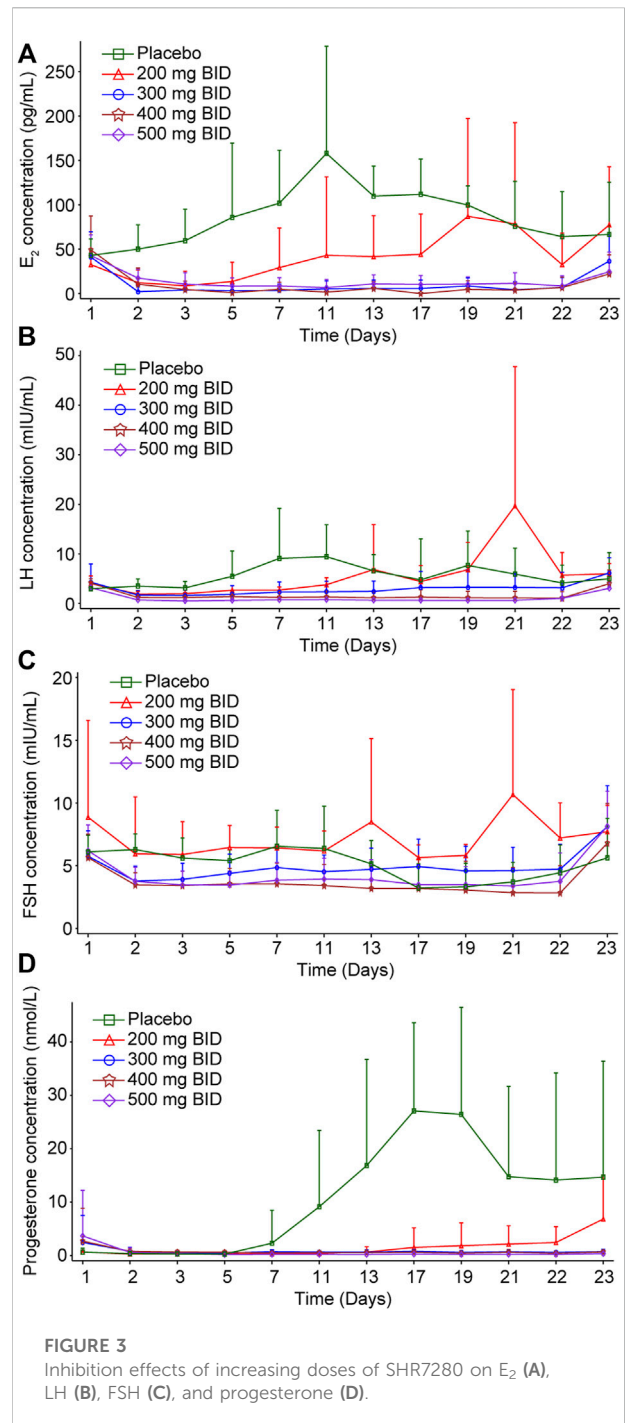 A
Placebo
200 mg BID
300 mg BID
400 mg BID
500 mg BID
E2 concentration (pg/mL)
250
200
150
100
50
0
1 2 3 5 7 11 13 17 19 21 22 23
Time (Days)
B
Placebo
200 mg BID
300 mg BID
400 mg BID
500 mg BID
LH concentration (mIU/mL)
50
40
30
20
10
0
1 2 3 5 7 11 13 17 19 21 22 23
Time (Days)
C
Placebo
200 mg BID
300 mg BID
400 mg BID
500 mg BID
FSH concentration (mIU/mL)
20
15
10
5
0
1 2 3 5 7 11 13 17 19 21 22 23
Time (Days)
D
Placebo
200 mg BID
300 mg BID
400 mg BID
500 mg BID
Progesterone concentration (nmol/L)
40
30
20
10
0
1 2 3 5 7 11 13 17 19 21 22 23
Time (Days)
FIGURE 3
Inhibition effects of increasing doses of SHR7280 on E2 (A),
LH (B), FSH (C), and progesterone (D).